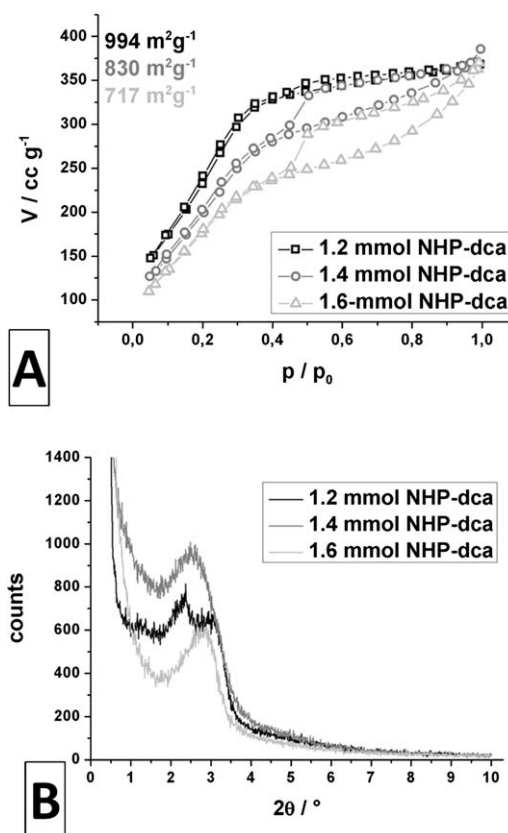 994 m²g⁻¹
830 m²g⁻¹
717 m²g⁻¹
400
350
300
250
200
150
100
V / cc g⁻¹
1.2 mmol NHP-dca
1.4 mmol NHP-dca
1.6-mmol NHP-dca
0,0 0,2 0,4 0,6 0,8 1,0
p / p₀
A
1400
1200
1000
800
600
400
200
0
counts
1.2 mmol NHP-dca
1.4 mmol NHP-dca
1.6 mmol NHP-dca
0 1 2 3 4 5 6 7 8 9 10
2θ / °
B